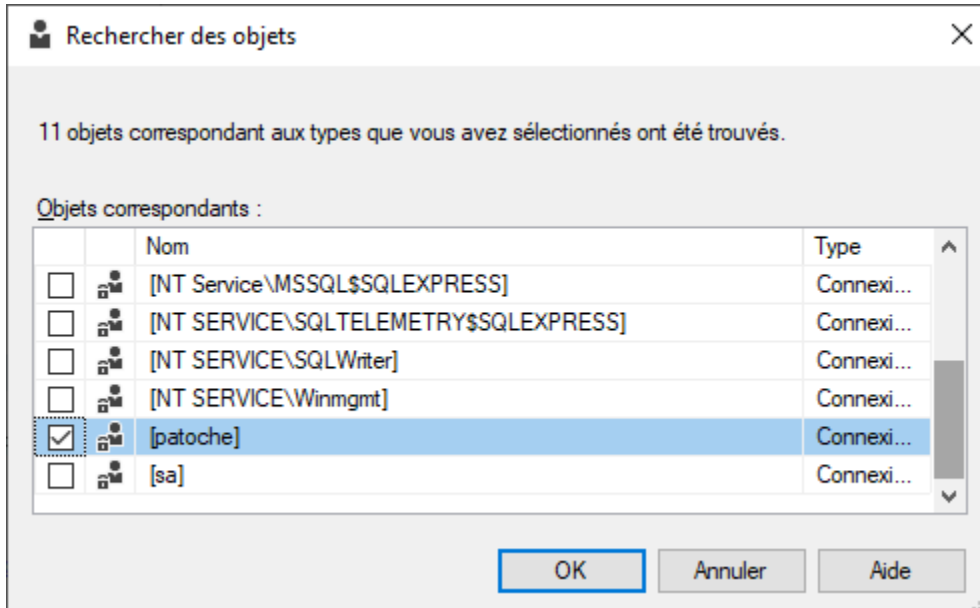 Rechercher des objets
11 objets correspondant aux types que vous avez sélectionnés ont été trouvés.
Objets correspondants :
Nom Type
[NT Service\MSSQL$SQLEXPRESS] Connexi...
[NT SERVICE\SQLTELEMETRY$SQLEXPRESS] Connexi...
[NT SERVICE\SQLWriter] Connexi...
[NT SERVICE\Winmgmt] Connexi...
[patoche] Connexi...
[sa] Connexi...
OK Annuler Aide